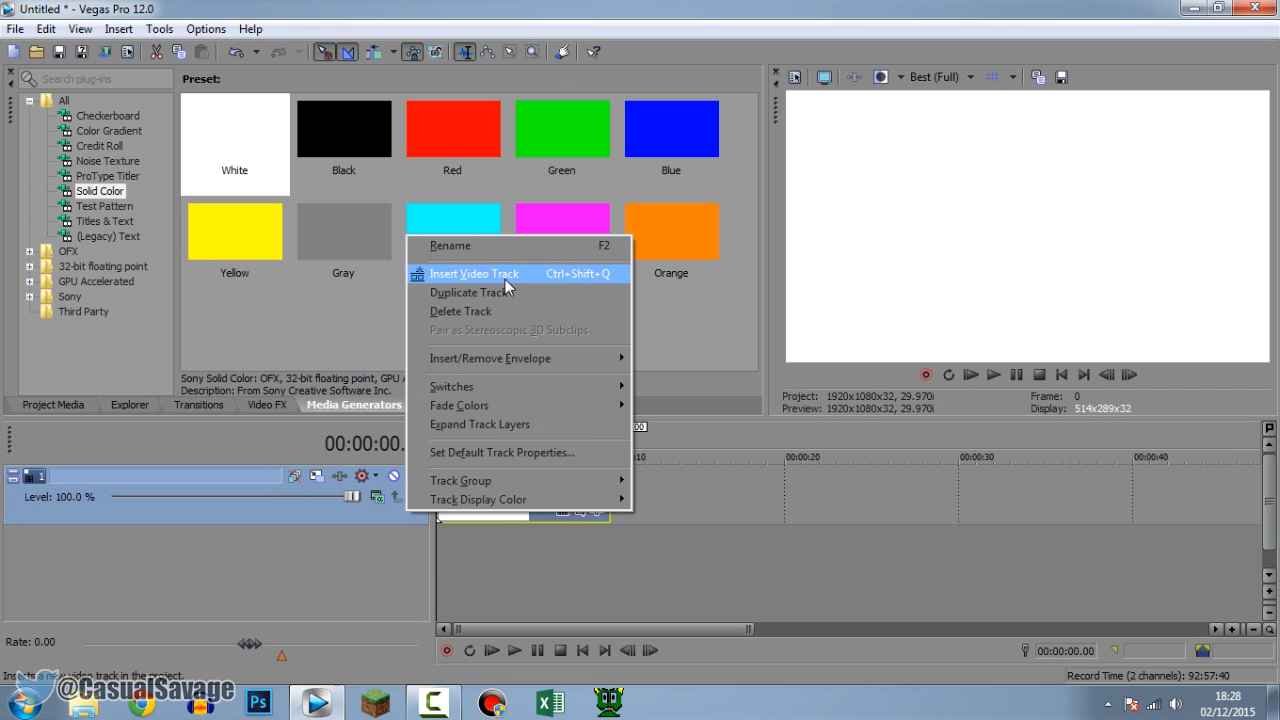 Untitled * - Vegas Pro 12.0
File Edit View Insert Tools Options Help
Search plug-ins
Preset:
Best (Full)
All
Checkerboard
Color Gradient
Credit Roll
Noise Texture
ProType Titler
Solid Color
Test Pattern
Titles & Text
(Legacy) Text
OFX
32-bit floating point
GPU Accelerated
Sony
Third Party
White Black Red Green Blue
Yellow Gray Orange
Rename F2
Insert Video Track Ctrl+Shift+Q
Duplicate Track
Delete Track
Pair as Stereoscopic 3D Subclips
Insert/Remove Envelope
Switches
Fade Colors
Expand Track Layers
Set Default Track Properties...
Track Group
Track Display Color
Sony Solid Color: OFX, 32-bit floating point, GPU
Description: From Sony Creative Software Inc.
Project Media Explorer Transitions Video FX Media Generators
Project: 1920x1080x32, 29.970i
Preview: 1920x1080x32, 29.970i
Frame: 0
Display: 514x289x32
00:00:00.
00:00:20 00:00:30 00:00:40
1
Level: 100.0 %
Rate: 0.00
00:00:00.00
Inserts a new video track in the project.
Record Time (2 channels): 92:57:40
@CasualSavage
Ps
18:28
02/12/2015